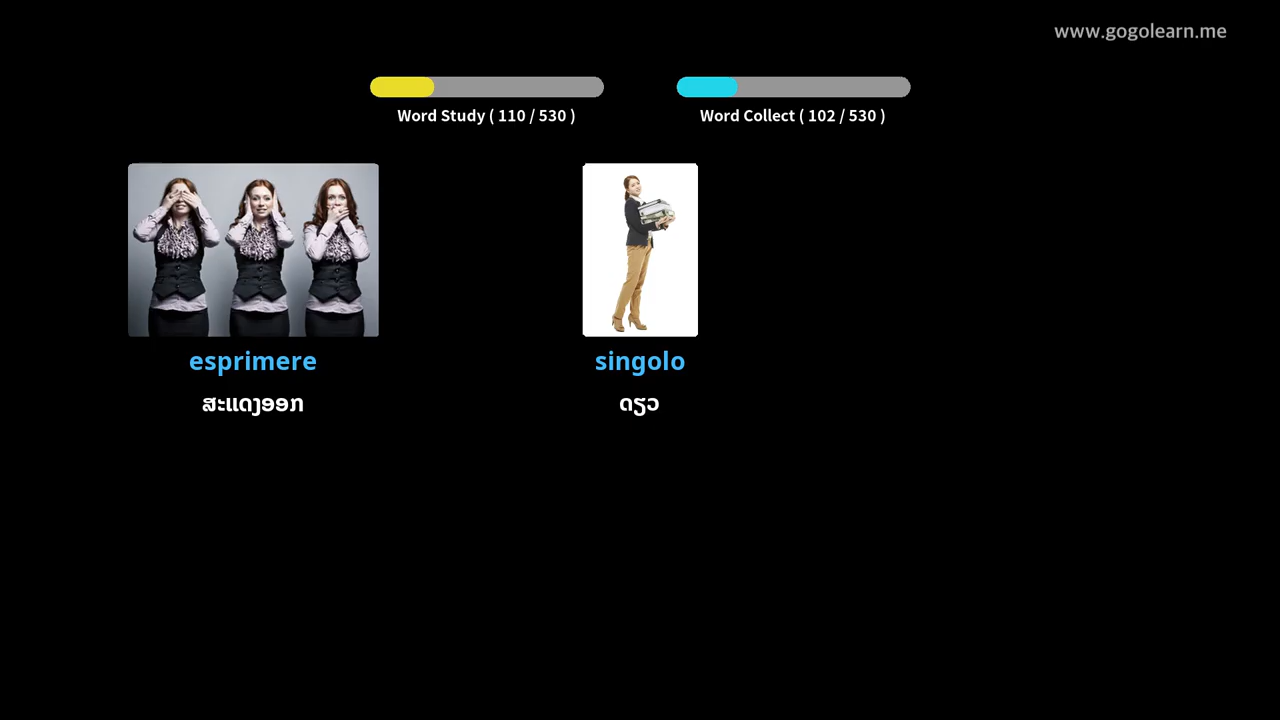 www.gogolearn.me
Word Study ( 110 / 530 )
Word Collect ( 102 / 530 )
esprimere
ສະແດງອອກ
singolo
ດຽວ